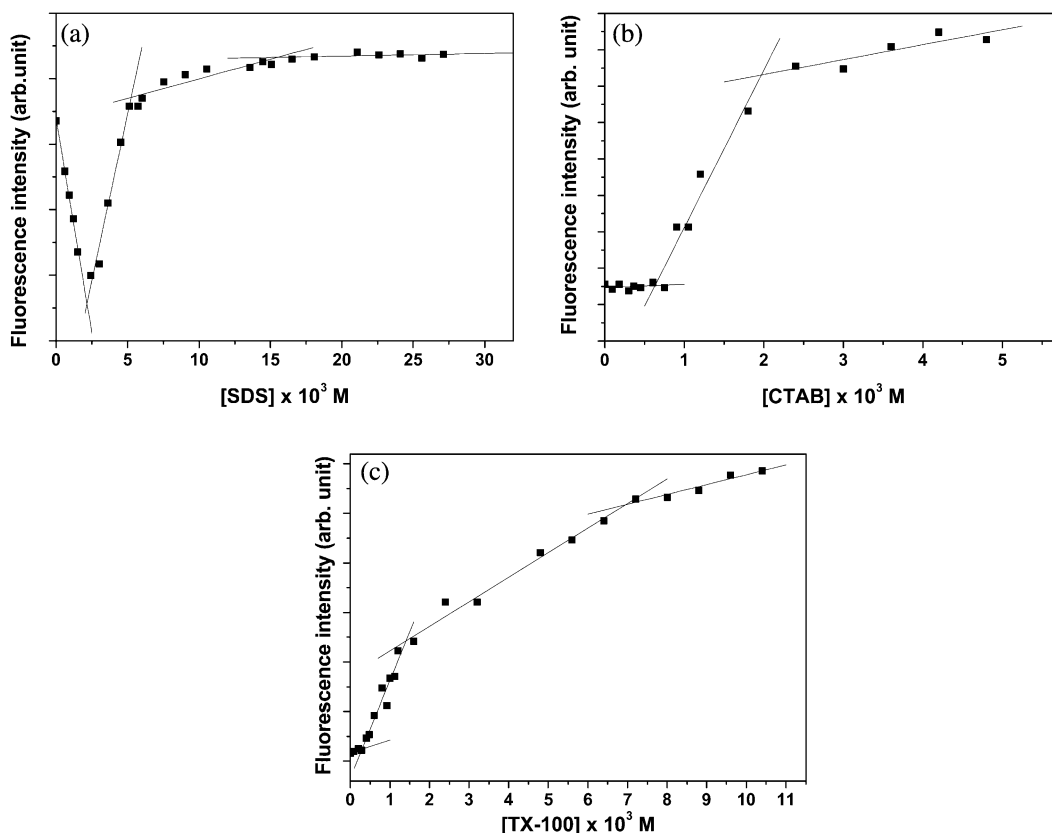 (a)
Fluorescence intensity (arb.unit)
0 5 10 15 20 25 30
[SDS] x 10³ M
(b)
Fluorescence intensity (arb. unit)
0 1 2 3 4 5
[CTAB] x 10³ M
(c)
Fluorescence intensity (arb. unit)
0 1 2 3 4 5 6 7 8 9 10 11
[TX-100] x 10³ M